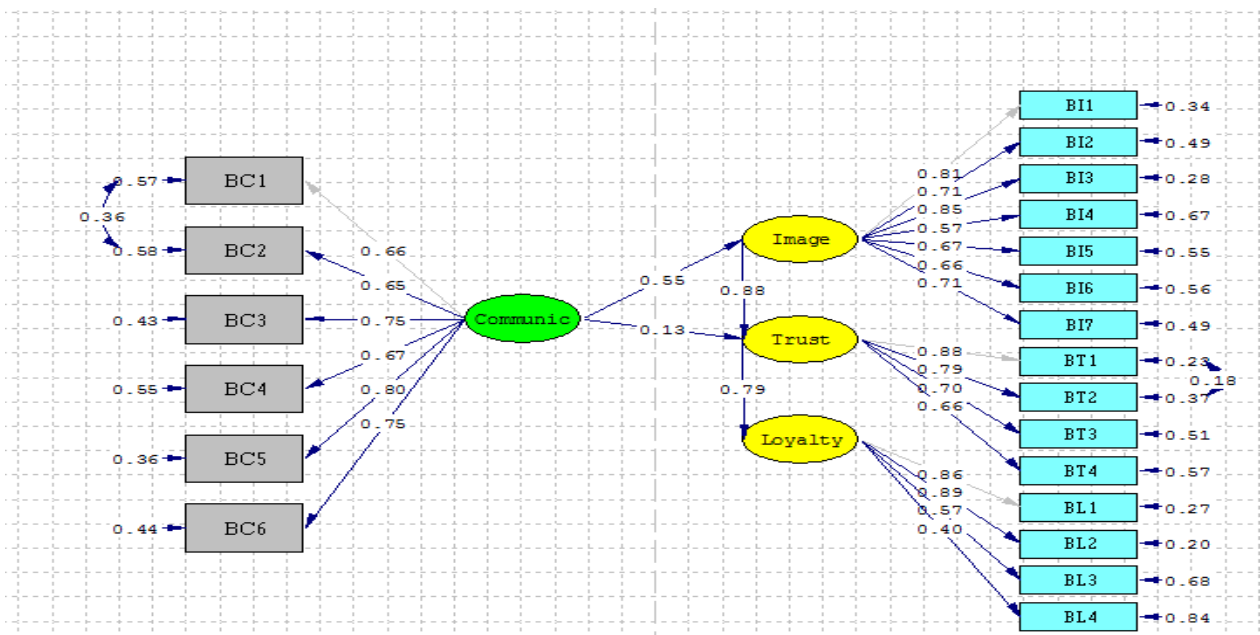 BI1
0.34
BI2
0.49
0.81
BI3
0.28
0.71
0.57
BC1
0.85
BI4
0.67
0.36
0.57
Image
0.67
BI5
0.55
0.58
BC2
0.66
0.66
BI6
0.56
0.65
0.55
0.71
0.88
BI7
0.49
0.43
BC3
0.75
Communic
0.13
Trust
0.88
BT1
0.23
0.67
0.79
0.18
0.55
BC4
0.80
0.79
0.70
BT2
0.37
0.75
0.66
BT3
0.51
Loyalty
0.36
BC5
0.86
BT4
0.57
0.89
BL1
0.27
0.57
0.44
BC6
0.40
BL2
0.20
BL3
0.68
BL4
0.84